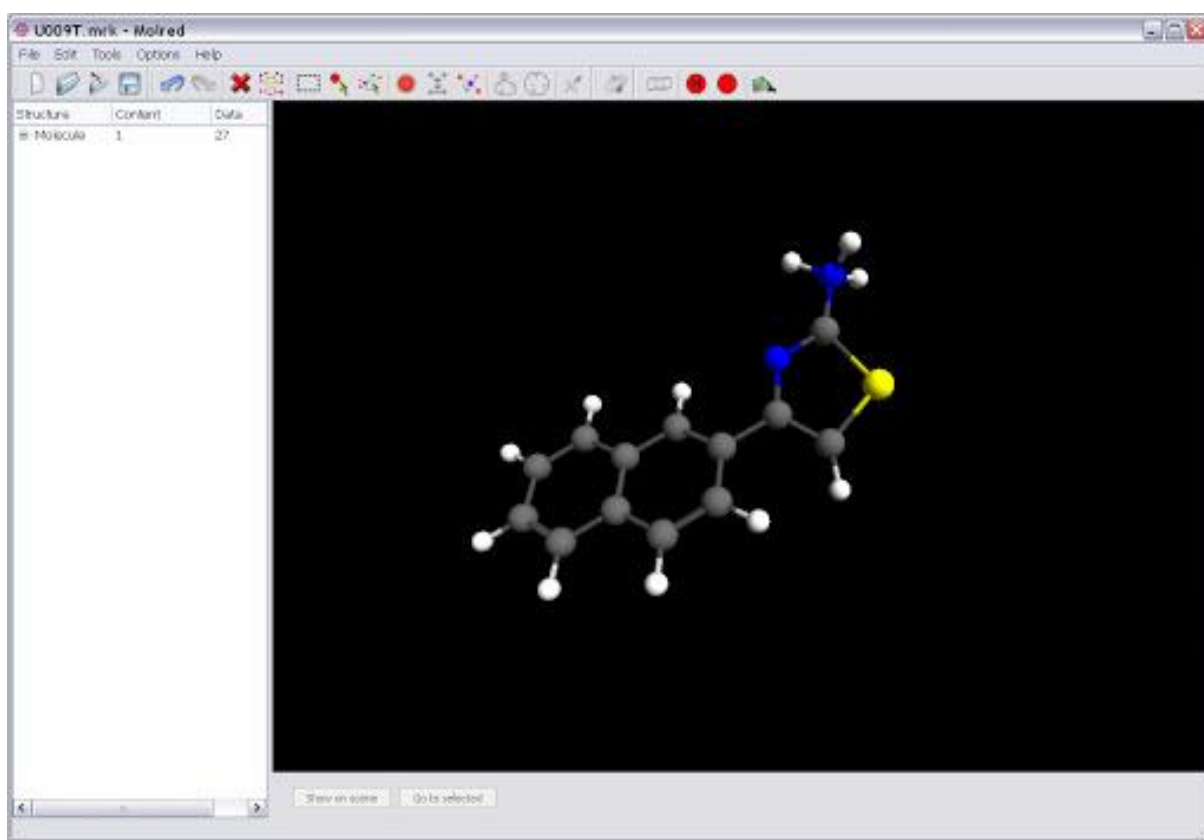 U009T.mrk - Molred
File Edit Tools Options Help
Structure Content Data
Molecule 1 27
Show on scene Go to selected